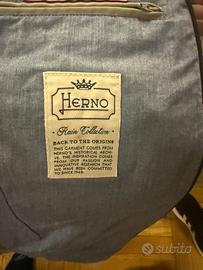 HERNO
Rain Collection
BACK TO THE ORIGINS
THIS GARMENT COMES FROM
HERNO'S HISTORICAL ARCHI-
VE. THE INSPIRATION COMES
FROM OUR PASSION AND
INNOVATIVE RESEARCH THAT
WE HAVE BEEN COMMITTED
TO SINCE 1948.
subito